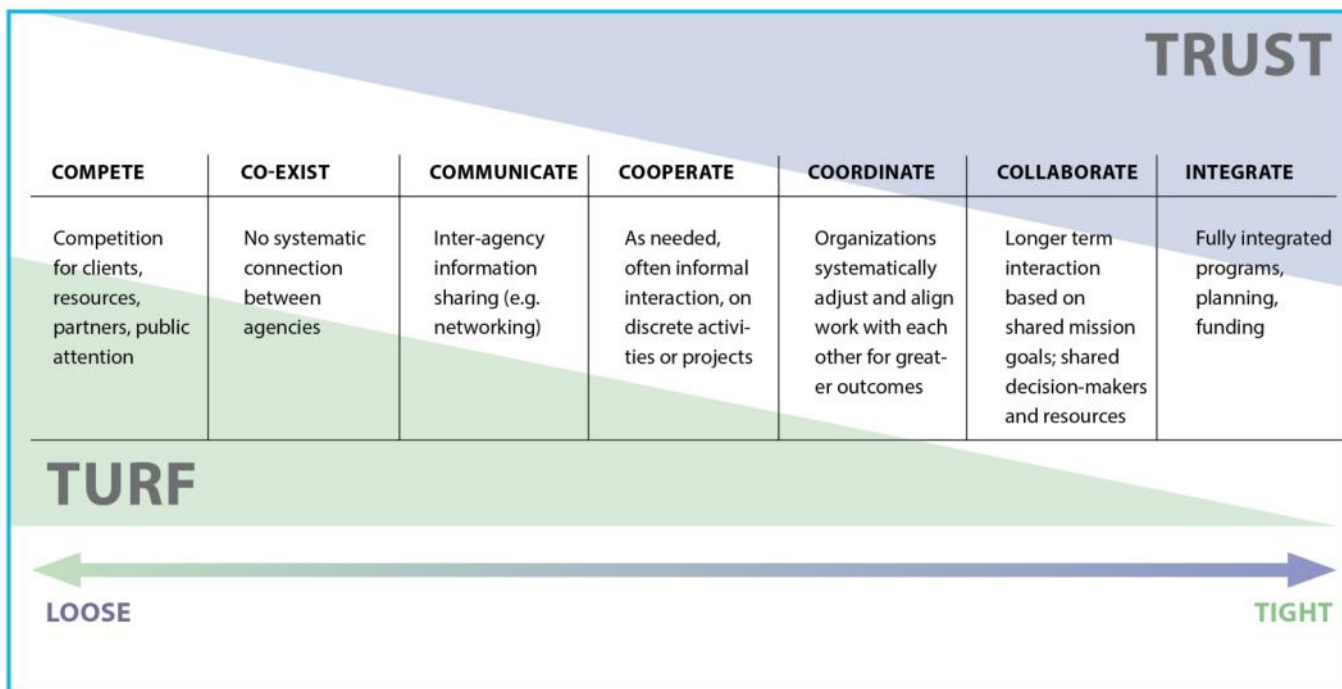 TRUST
COMPETE
CO-EXIST
COMMUNICATE
COOPERATE
COORDINATE
COLLABORATE
INTEGRATE
Competition
for clients,
resources,
partners, public
attention
No systematic
connection
between
agencies
Inter-agency
information
sharing (e.g.
networking)
As needed,
often informal
interaction, on
discrete activi-
ties or projects
Organizations
systematically
adjust and align
work with each
other for great-
er outcomes
Longer term
interaction
based on
shared mission
goals; shared
decision-makers
and resources
Fully integrated
programs,
planning,
funding
TURF
LOOSE
TIGHT